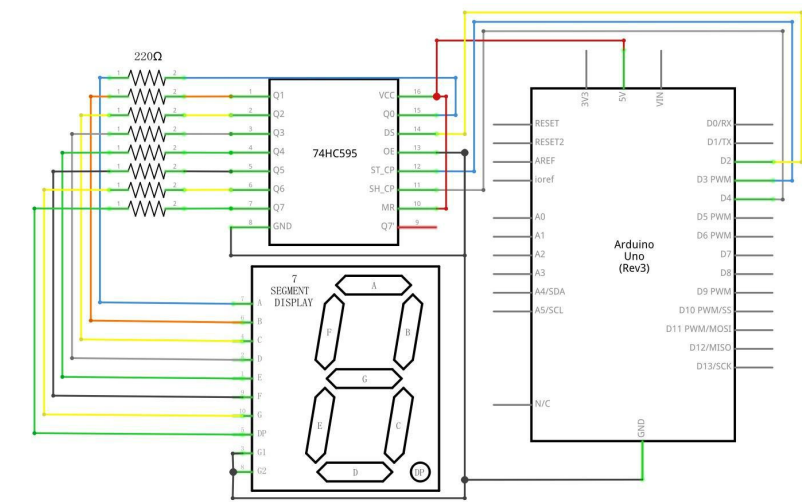 220Ω
1 2
1 2
1 2
1 2
1 2
1 2
1 2
1 2
74HC595
1 Q1
2 Q2
3 Q3
4 Q4
5 Q5
6 Q6
7 Q7
8 GND
VCC 16
Q0 15
DS 14
OE 13
ST_CP 12
SH_CP 11
MR 10
Q7' 9
3V3
5V
VIN
RESET
RESET2
AREF
ioref
A0
A1
A2
A3
A4/SDA
A5/SCL
N/C
Arduino
Uno
(Rev3)
D0/RX
D1/TX
D2
D3 PWM
D4
D5 PWM
D6 PWM
D7
D8
D9 PWM
D10 PWM/SS
D11 PWM/MOSI
D12/MISO
D13/SCK
GND
7
SEGMENT
DISPLAY
A
B
C
D
E
F
G
DP
G1
G2
A
F
B
G
E
C
D
DP